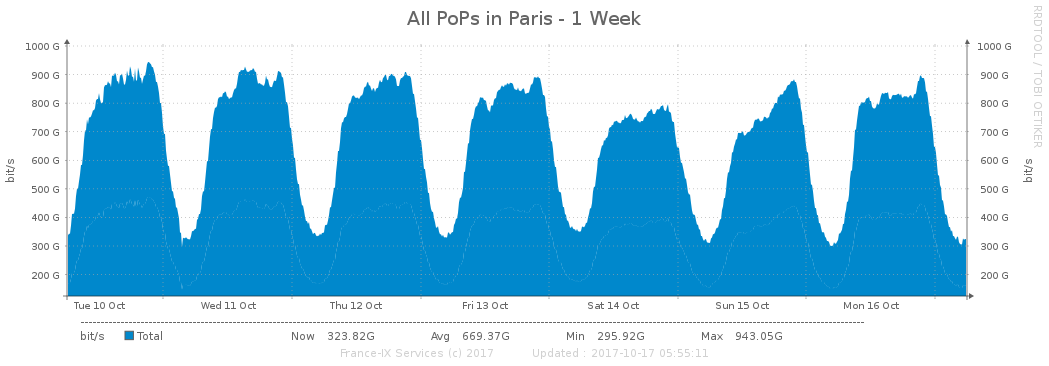 All PoPs in Paris - 1 Week
RRDTOOL / TOBI OETIKER
1000 G 1000 G
900 G 900 G
800 G 800 G
700 G 700 G
600 G 600 G
500 G 500 G
400 G 400 G
300 G 300 G
200 G 200 G
bit/s
bit/s
Tue 10 Oct Wed 11 Oct Thu 12 Oct Fri 13 Oct Sat 14 Oct Sun 15 Oct Mon 16 Oct
bit/s Total Now 323.82G Avg 669.37G Min 295.92G Max 943.05G
France-IX Services (c) 2017 Updated : 2017-10-17 05:55:11